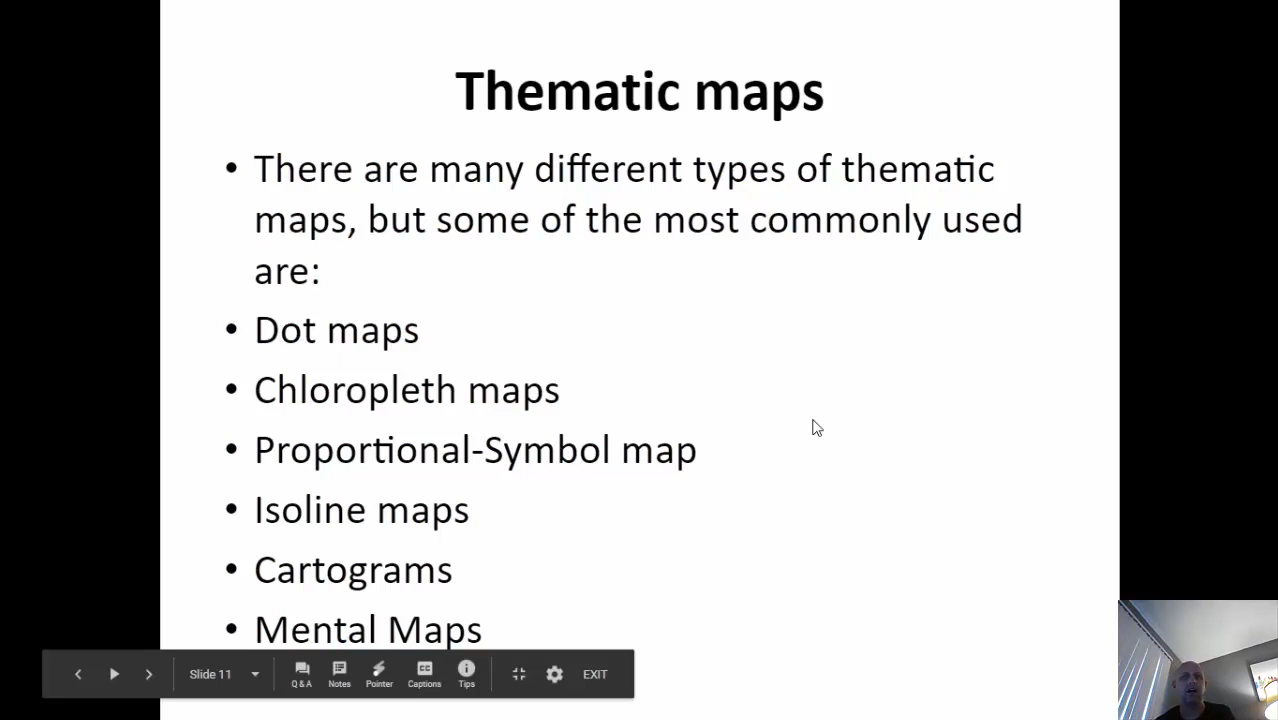 Thematic maps
• There are many different types of thematic
maps, but some of the most commonly used
are:
• Dot maps
• Chloropleth maps
• Proportional-Symbol map
• Isoline maps
• Cartograms
• Mental Maps
Slide 11
Q & A Notes Pointer Captions Tips
EXIT